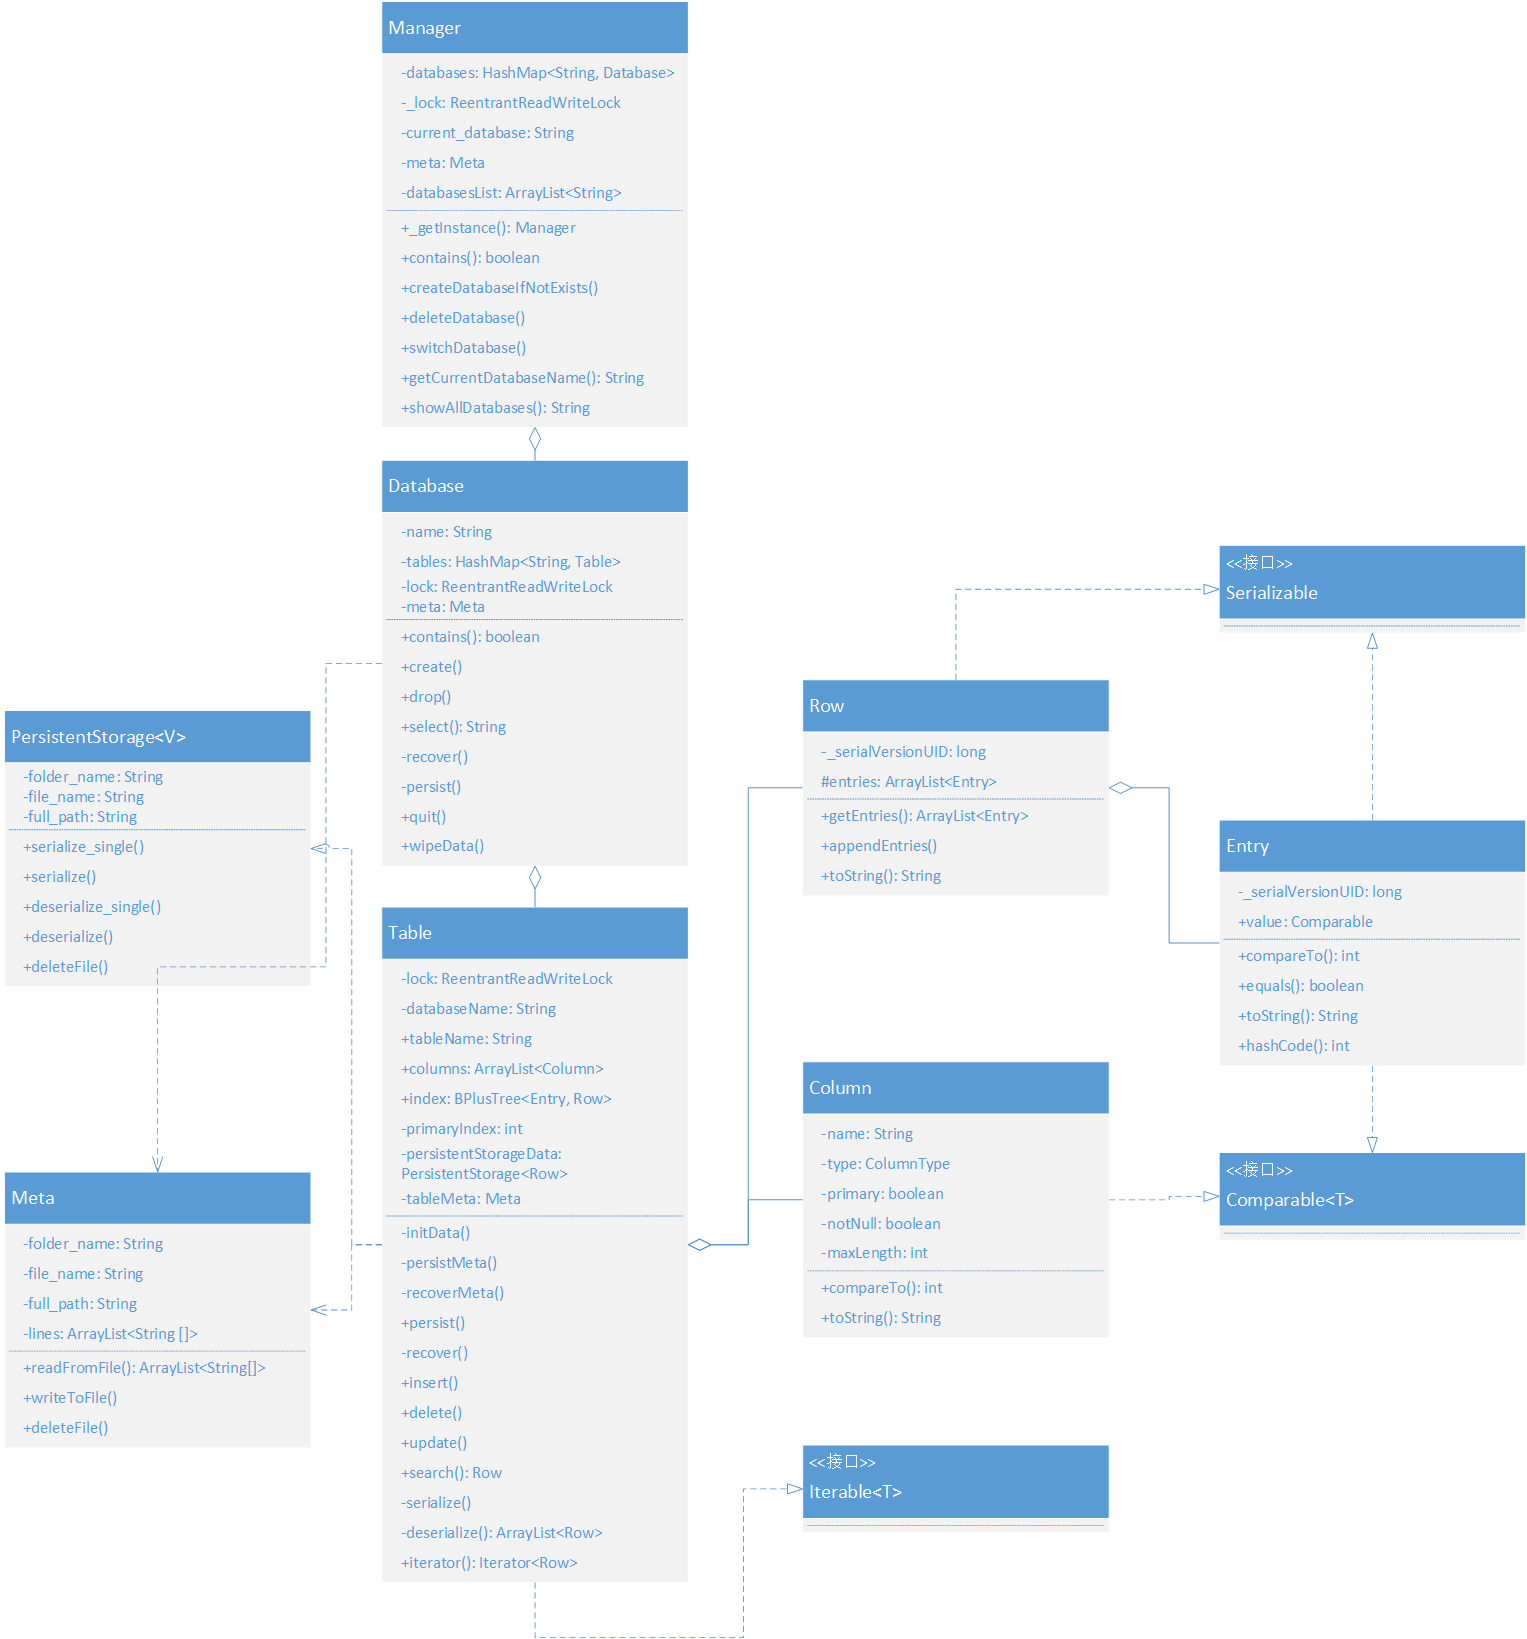 Manager
-databases: HashMap<String, Database>
-_lock: ReentrantReadWriteLock
-current_database: String
-meta: Meta
-databasesList: ArrayList<String>
+_getInstance(): Manager
+contains(): boolean
+createDatabaseIfNotExists()
+deleteDatabase()
+switchDatabase()
+getCurrentDatabaseName(): String
+showAllDatabases(): String
Database
-name: String
-tables: HashMap<String, Table>
-lock: ReentrantReadWriteLock
-meta: Meta
+contains(): boolean
+create()
+drop()
+select(): String
-recover()
-persist()
+quit()
+wipeData()
PersistentStorage<V>
-folder_name: String
-file_name: String
-full_path: String
+serialize_single()
+serialize()
+deserialize_single()
+deserialize()
+deleteFile()
Meta
-folder_name: String
-file_name: String
-full_path: String
-lines: ArrayList<String []>
+readFromFile(): ArrayList<String[]>
+writeToFile()
+deleteFile()
Table
-lock: ReentrantReadWriteLock
-databaseName: String
+tableName: String
+columns: ArrayList<Column>
+index: BPlusTree<Entry, Row>
-primaryIndex: int
-persistentStorageData:
PersistentStorage<Row>
-tableMeta: Meta
-initData()
-persistMeta()
-recoverMeta()
+persist()
-recover()
+insert()
+delete()
+update()
+search(): Row
-serialize()
-deserialize(): ArrayList<Row>
+iterator(): Iterator<Row>
Row
-_serialVersionUID: long
#entries: ArrayList<Entry>
+getEntries(): ArrayList<Entry>
+appendEntries()
+toString(): String
Column
-name: String
-type: ColumnType
-primary: boolean
-notNull: boolean
-maxLength: int
+compareTo(): int
+toString(): String
<<接口>>
Iterable<T>
<<接口>>
Serializable
Entry
-_serialVersionUID: long
+value: Comparable
+compareTo(): int
+equals(): boolean
+toString(): String
+hashCode(): int
<<接口>>
Comparable<T>